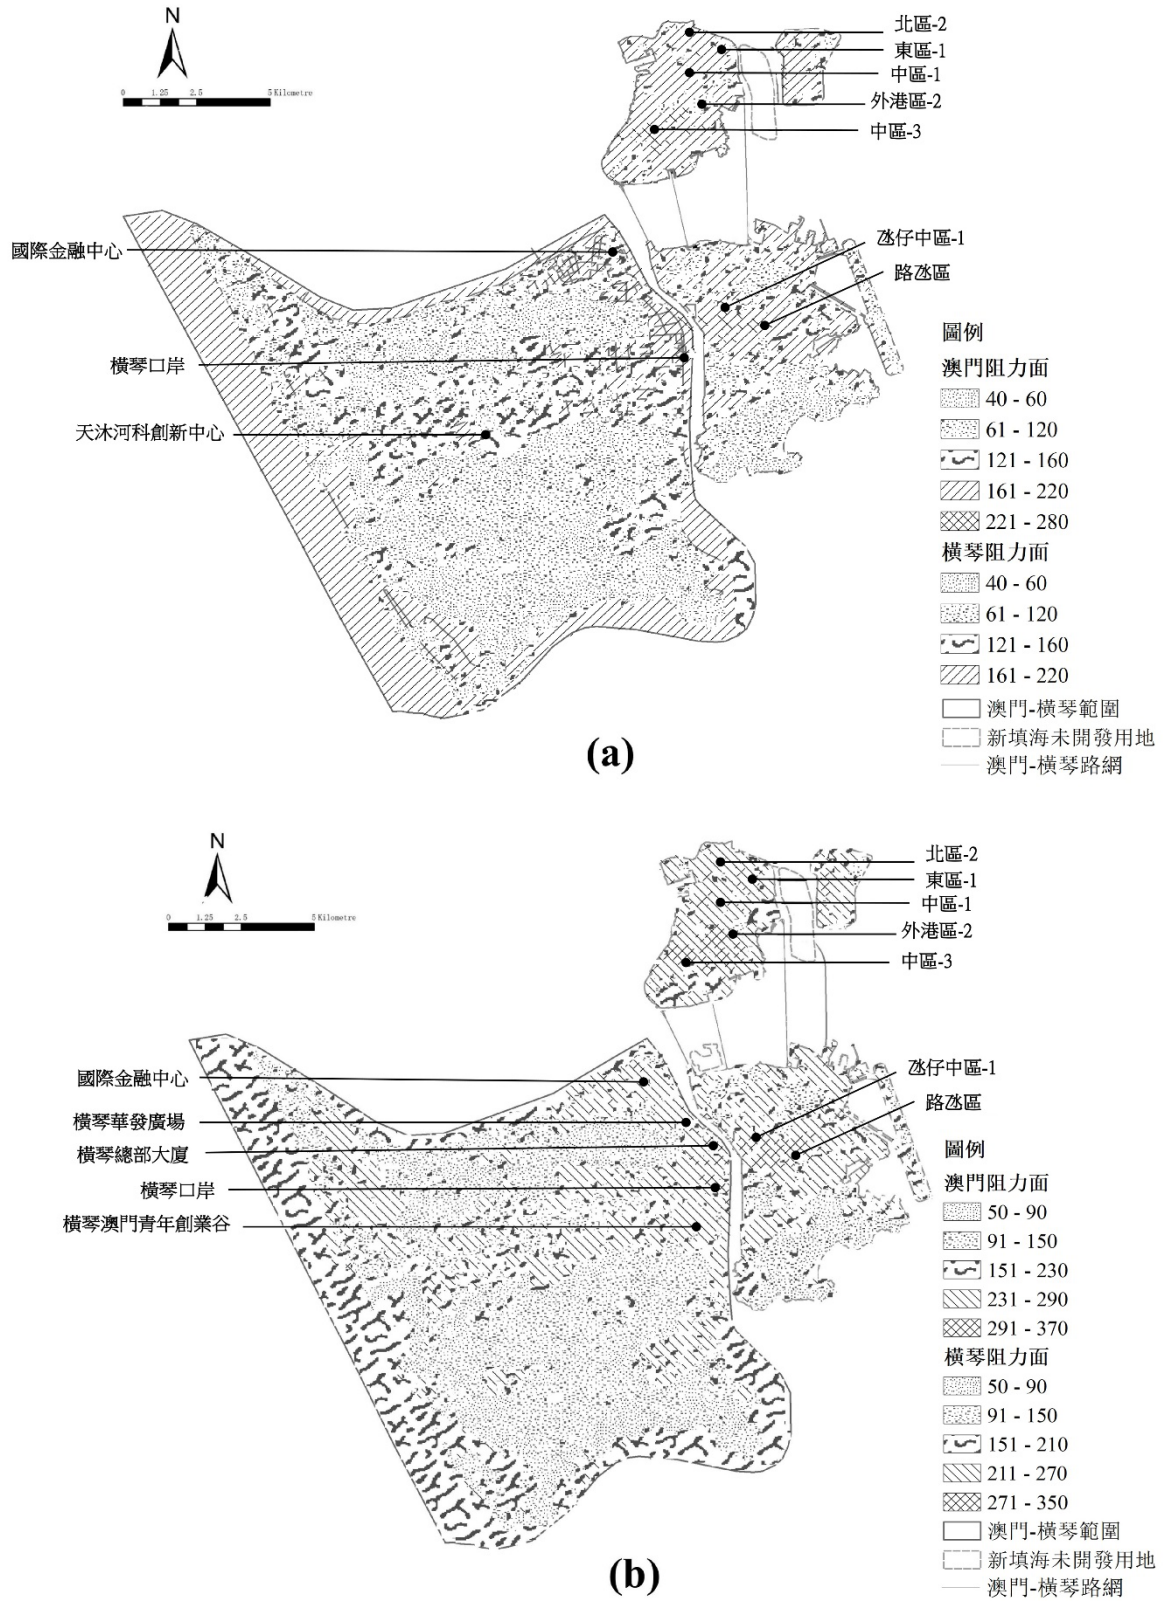 N
0 1.25 2.5 5 Kilometre
北區-2
東區-1
中區-1
外港區-2
中區-3
氹仔中區-1
路氹區
國際金融中心
橫琴口岸
天沐河科創新中心
圖例
澳門阻力面
40 - 60
61 - 120
121 - 160
161 - 220
221 - 280
橫琴阻力面
40 - 60
61 - 120
121 - 160
161 - 220
澳門-橫琴範圍
新填海未開發用地
澳門-橫琴路網
(a)
N
0 1.25 2.5 5 Kilometre
北區-2
東區-1
中區-1
外港區-2
中區-3
氹仔中區-1
路氹區
國際金融中心
橫琴華發廣場
橫琴總部大廈
橫琴口岸
橫琴澳門青年創業谷
圖例
澳門阻力面
50 - 90
91 - 150
151 - 230
231 - 290
291 - 370
橫琴阻力面
50 - 90
91 - 150
151 - 210
211 - 270
271 - 350
澳門-橫琴範圍
新填海未開發用地
澳門-橫琴路網
(b)